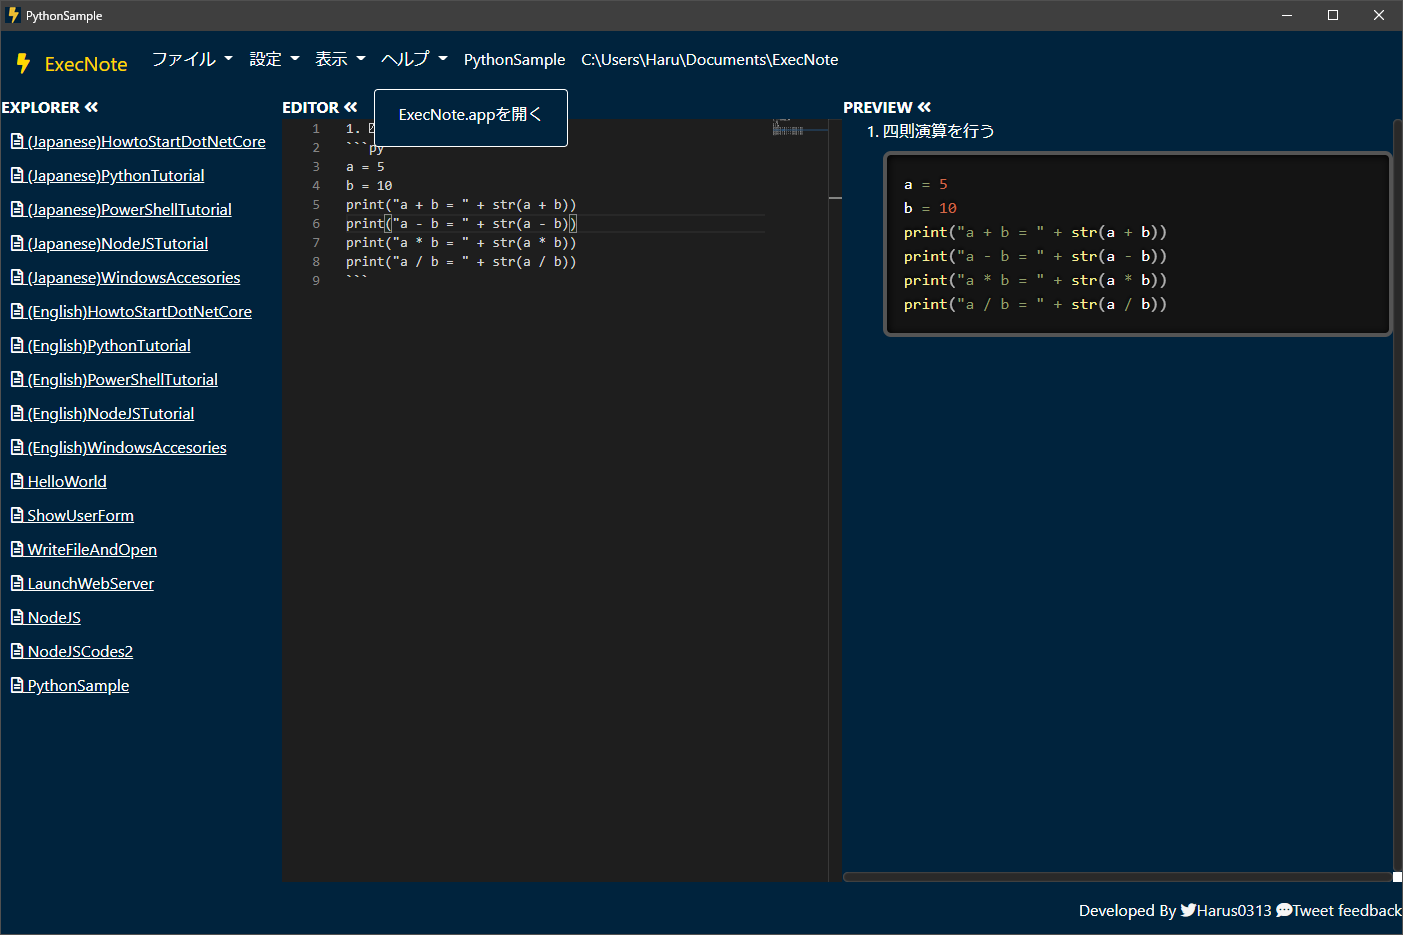 PythonSample
ExecNote ファイル 設定 表示 ヘルプ PythonSample C:\Users\Haru\Documents\ExecNote
ExecNote.appを開く
EXPLORER
(Japanese)HowtoStartDotNetCore
(Japanese)PythonTutorial
(Japanese)PowerShellTutorial
(Japanese)NodeJSTutorial
(Japanese)WindowsAccesories
(English)HowtoStartDotNetCore
(English)PythonTutorial
(English)PowerShellTutorial
(English)NodeJSTutorial
(English)WindowsAccesories
HelloWorld
ShowUserForm
WriteFileAndOpen
LaunchWebServer
NodeJS
NodeJSCodes2
PythonSample
EDITOR
1 1.
2 ```py
3 a = 5
4 b = 10
5 print("a + b = " + str(a + b))
6 print("a - b = " + str(a - b))
7 print("a * b = " + str(a * b))
8 print("a / b = " + str(a / b))
9 ```
PREVIEW
1. 四則演算を行う
a = 5
b = 10
print("a + b = " + str(a + b))
print("a - b = " + str(a - b))
print("a * b = " + str(a * b))
print("a / b = " + str(a / b))
Developed By Harus0313 Tweet feedback